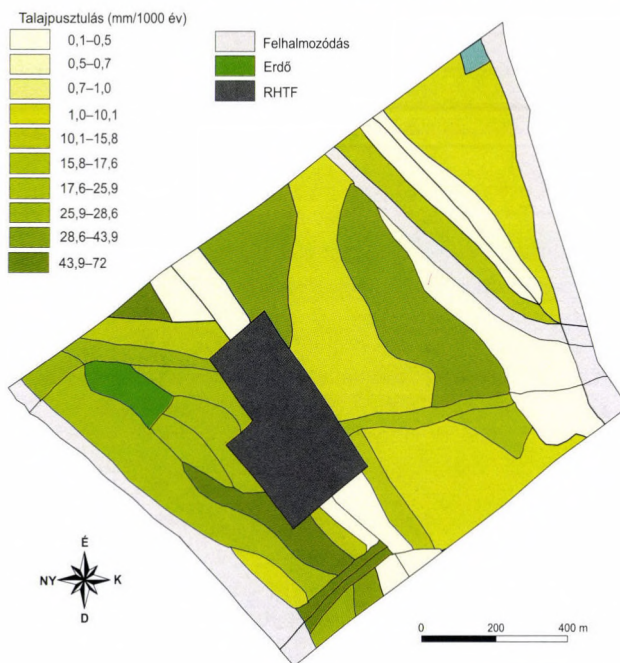 Talajpusztulás (mm/1000 év)
0,1–0,5
0,5–0,7
0,7–1,0
1,0–10,1
10,1–15,8
15,8–17,6
17,6–25,9
25,9–28,6
28,6–43,9
43,9–72
Felhalmozódás
Erdő
RHTF
É
NY
K
D
0 200 400 m